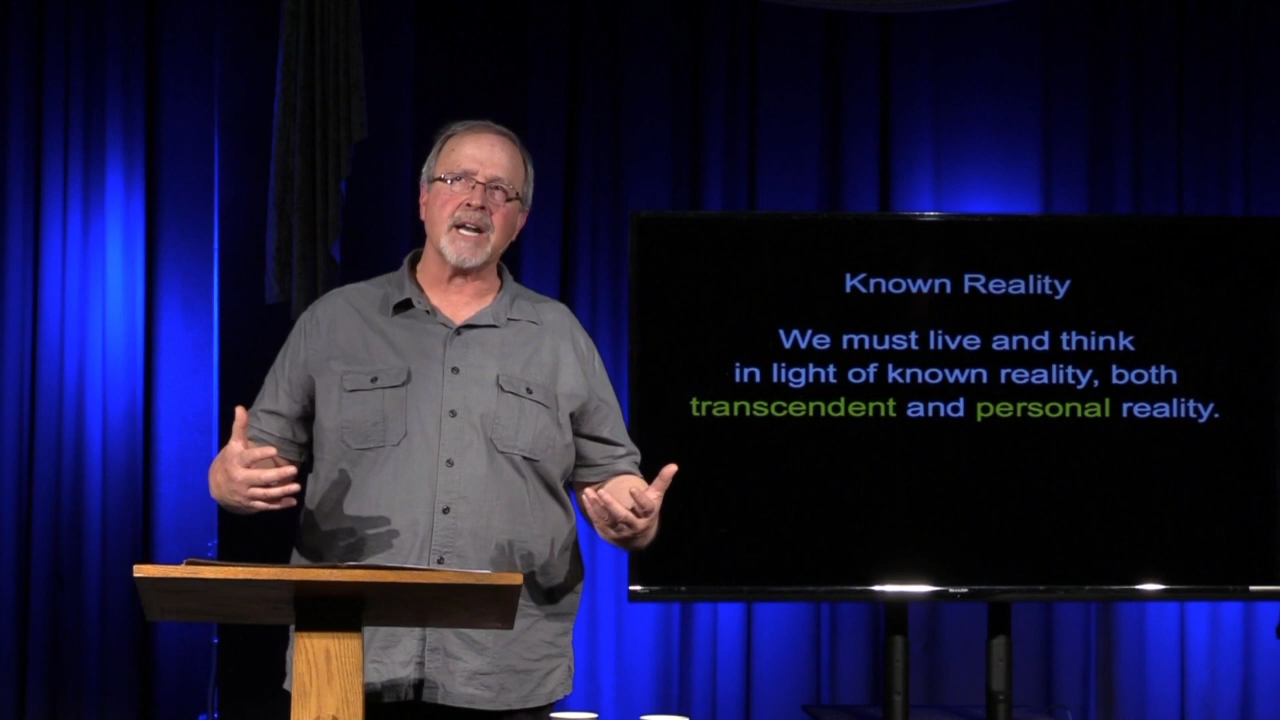 Known Reality
We must live and think
in light of known reality, both
transcendent and personal reality.